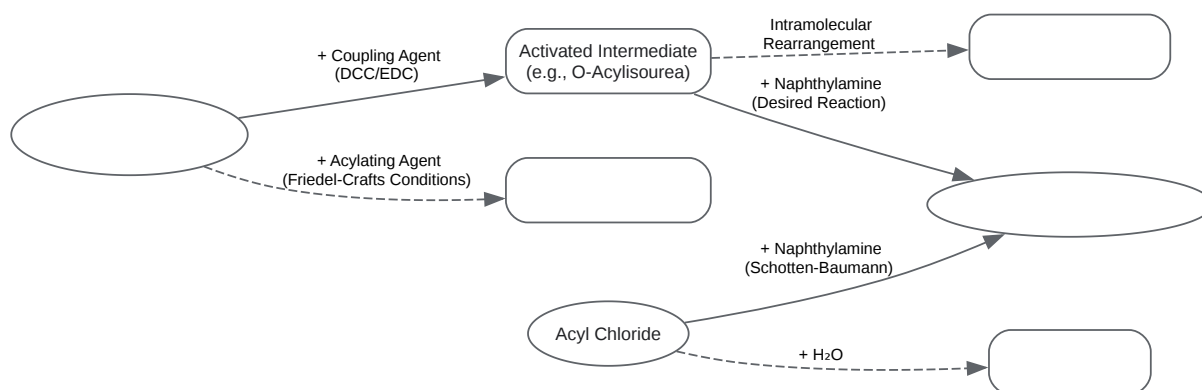 Intramolecular
Rearrangement
+ Coupling Agent
(DCC/EDC)
Activated Intermediate
(e.g., O-Acylisourea)
+ Naphthylamine
(Desired Reaction)
+ Acylating Agent
(Friedel-Crafts Conditions)
+ Naphthylamine
(Schotten-Baumann)
Acyl Chloride
+ H₂O